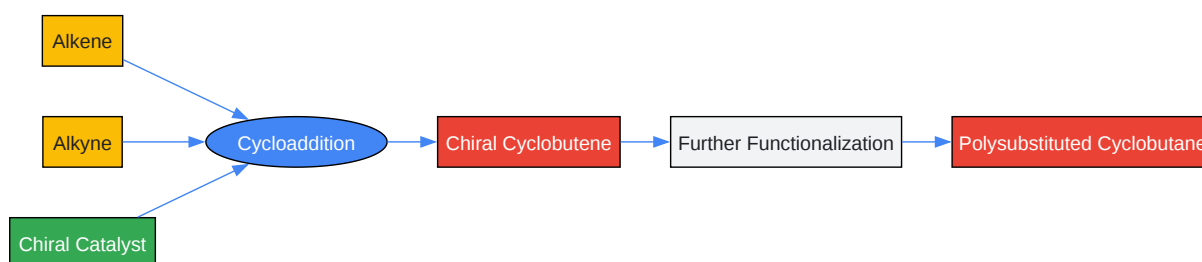 Alkene
Alkyne
Cycloaddition
Chiral Cyclobutene
Further Functionalization
Polysubstituted Cyclobutane
Chiral Catalyst